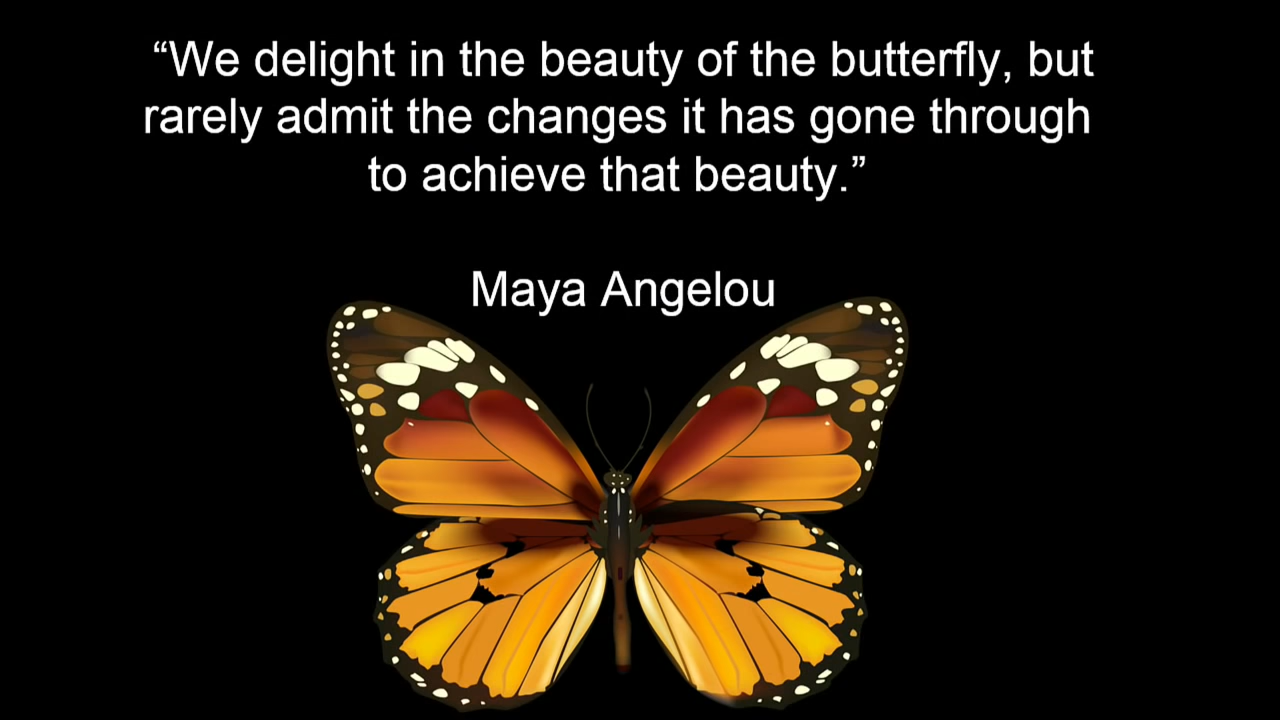 “We delight in the beauty of the butterfly, but
rarely admit the changes it has gone through
to achieve that beauty.”
Maya Angelou